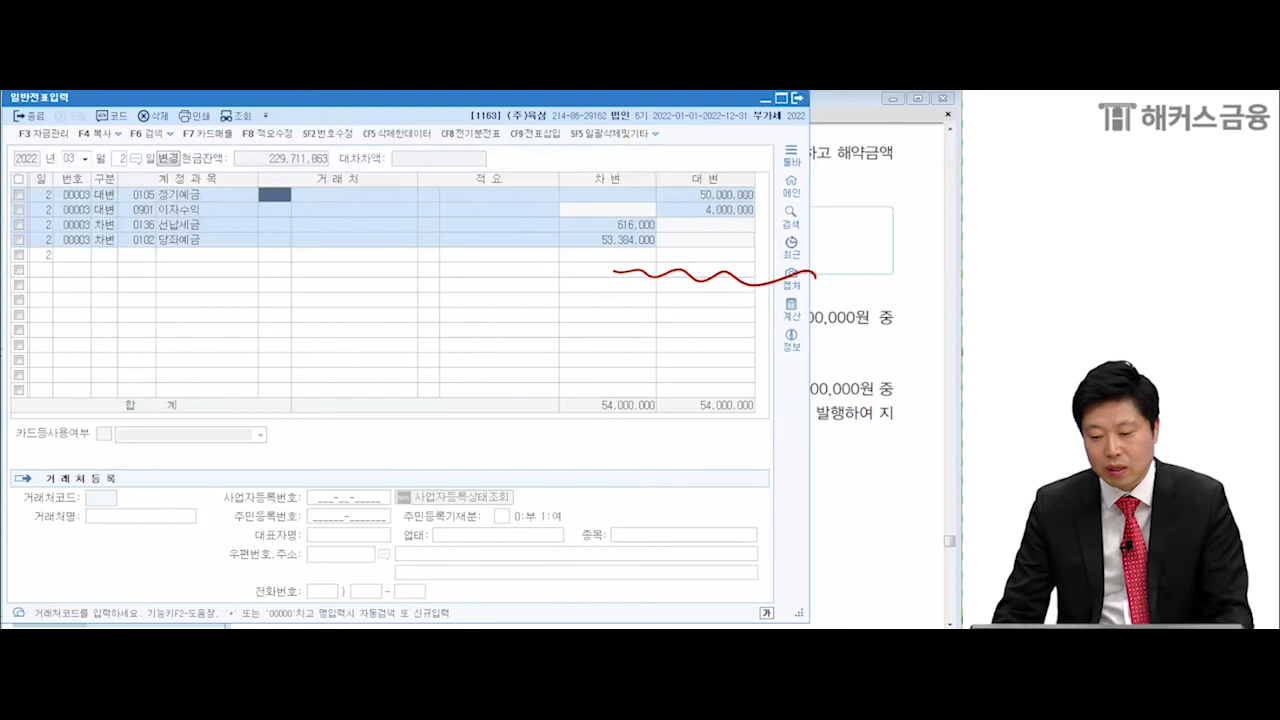 일반전표입력
종료 코드 삭제 인쇄 조회 [1163] (주)육상 214-86-29162 법인 6기 2022-01-01~2022-12-31 부가세 2022
F3 자금관리 F4 복사 F6 검색 F7 카드매출 F8 적요수정 SF2 번호수정 CF5 삭제한데이터 CF8 전기분전표 CF9 전표삽입 SF5 일괄삭제및기타
2022 년 03 월 2 일 변경 현금잔액: 229,711,863 대차차액:
일 번호 구분 계 정 과 목 거 래 처 적 요 차 변 대 변
2 00003 대변 0105 정기예금 50,000,000
2 00003 대변 0901 이자수익 4,000,000
2 00003 차변 0136 선납세금 616,000
2 00003 차변 0102 당좌예금 53,384,000
2
합 계 54,000,000 54,000,000
카드등사용여부
거 래 처 등 록
거래처코드: 사업자등록번호: ___-__-_____ 사업자등록상태조회
거래처명: 주민등록번호: ______-_______ 주민등록기재분: 0:부 1:여
대표자명: 업태: 종목:
우편번호,주소:
전화번호: ) -
거래처코드를 입력하세요. 기능키F2-도움창, '+' 또는 '00000'치고 명입력시 자동검색 또 신규입력 가
툴바
메인
검색
최근
캡처
계산
정보
하고 해약금액
00,000원 중
00,000원 중
발행하여 지
해커스금융